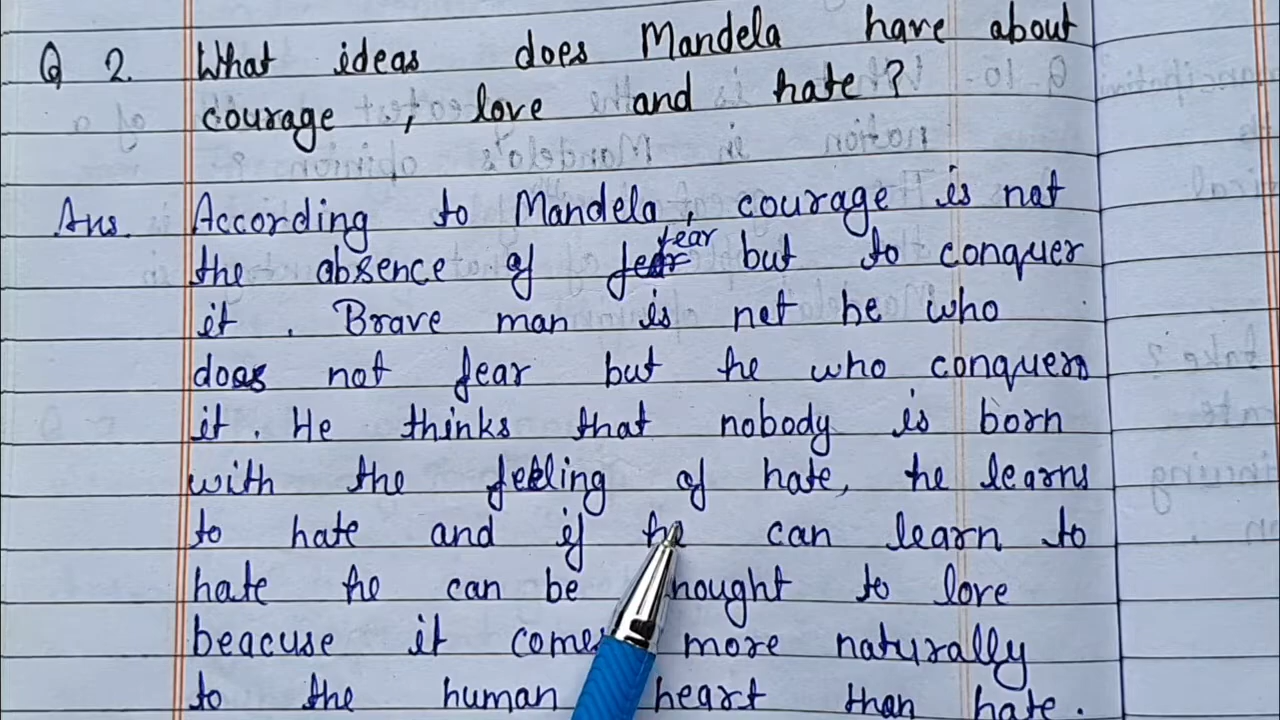 Q 2. What ideas does Mandela have about
courage, love and hate?
Ans. According to Mandela, courage is not
the absence of fear but to conquer
it. Brave man is not he who
does not fear but he who conquers
it. He thinks that nobody is born
with the feeling of hate, he learns
to hate and if he can learn to
hate he can be to love
beacuse it comes more naturally
to the human heart than hate.